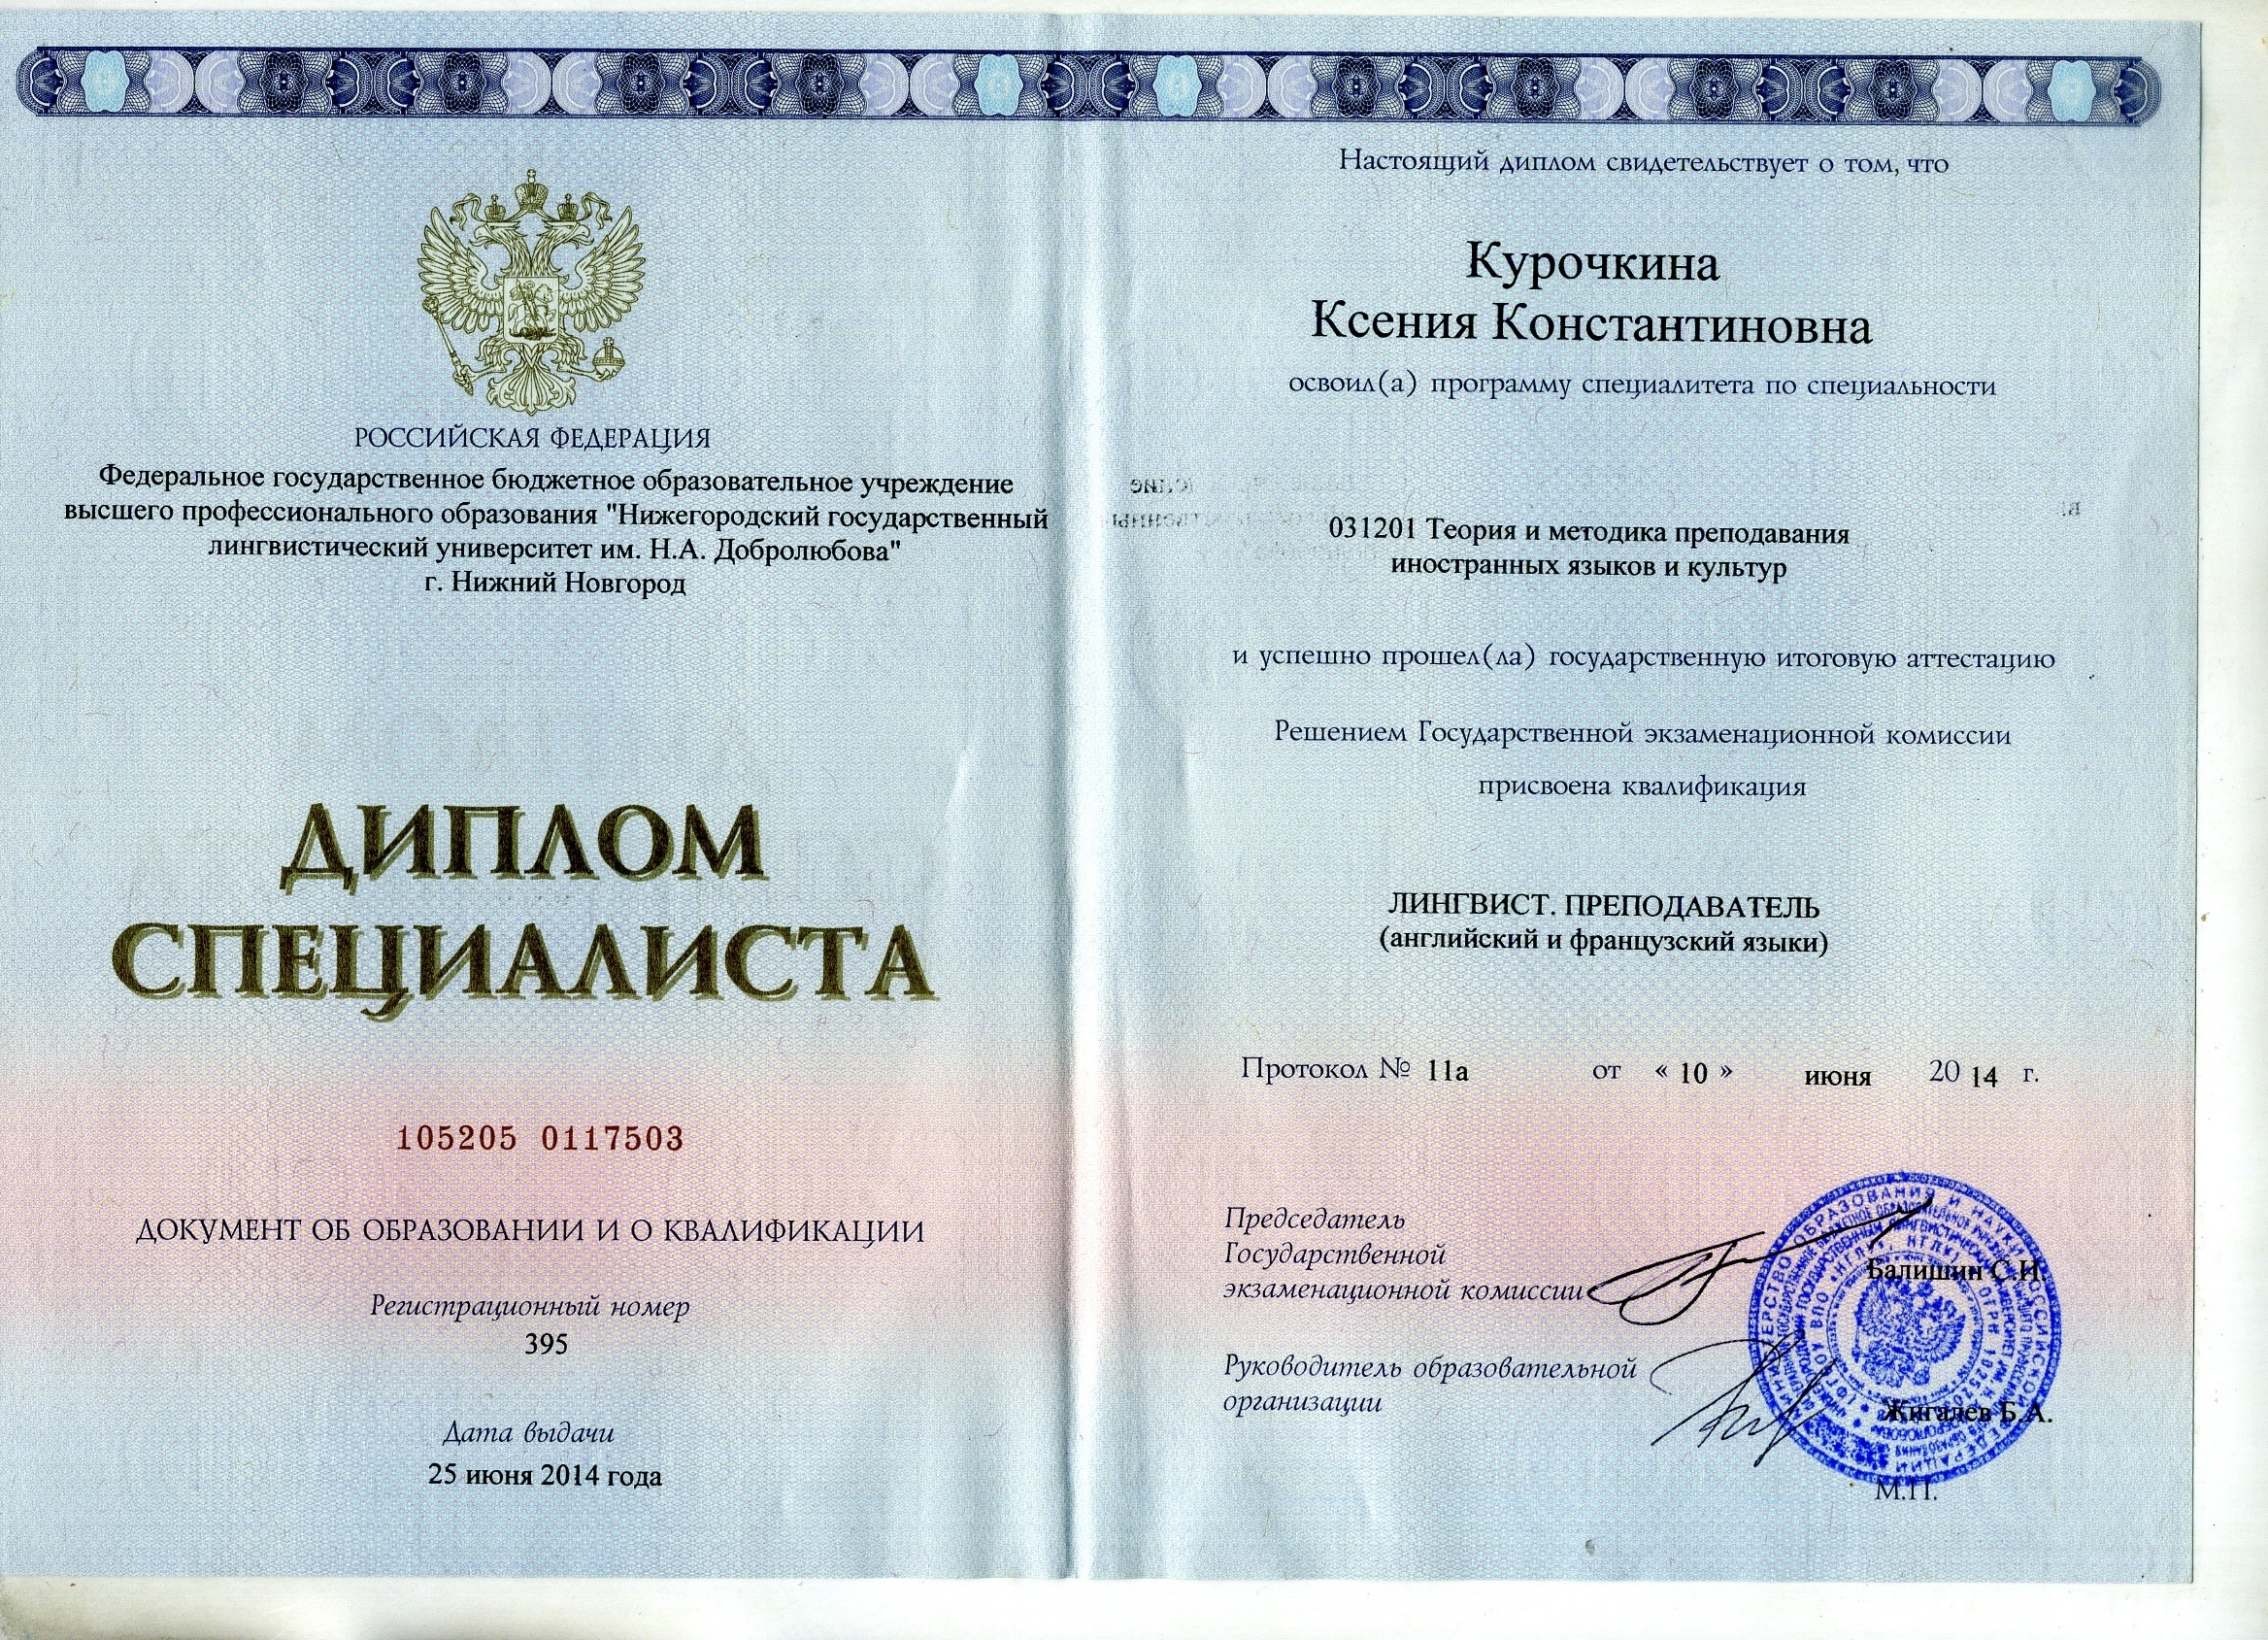 РОССИЙСКАЯ ФЕДЕРАЦИЯ
Федеральное государственное бюджетное образовательное учреждение
высшего профессионального образования "Нижегородский государственный
лингвистический университет им. Н.А. Добролюбова"
г. Нижний Новгород
ДИПЛОМ
СПЕЦИАЛИСТА
105205 0117503
ДОКУМЕНТ ОБ ОБРАЗОВАНИИ И О КВАЛИФИКАЦИИ
Регистрационный номер
395
Дата выдачи
25 июня 2014 года
Настоящий диплом свидетельствует о том, что
Курочкина
Ксения Константиновна
освоил(а) программу специалитета по специальности
031201 Теория и методика преподавания
иностранных языков и культур
и успешно прошел(ла) государственную итоговую аттестацию
Решением Государственной экзаменационной комиссии
присвоена квалификация
ЛИНГВИСТ. ПРЕПОДАВАТЕЛЬ
(английский и французский языки)
Протокол № 11а от « 10 » июня 20 14 г.
Председатель
Государственной
экзаменационной комиссии
Балишин С.И.
Руководитель образовательной
организации
Жигалев Б.А.
М.П.